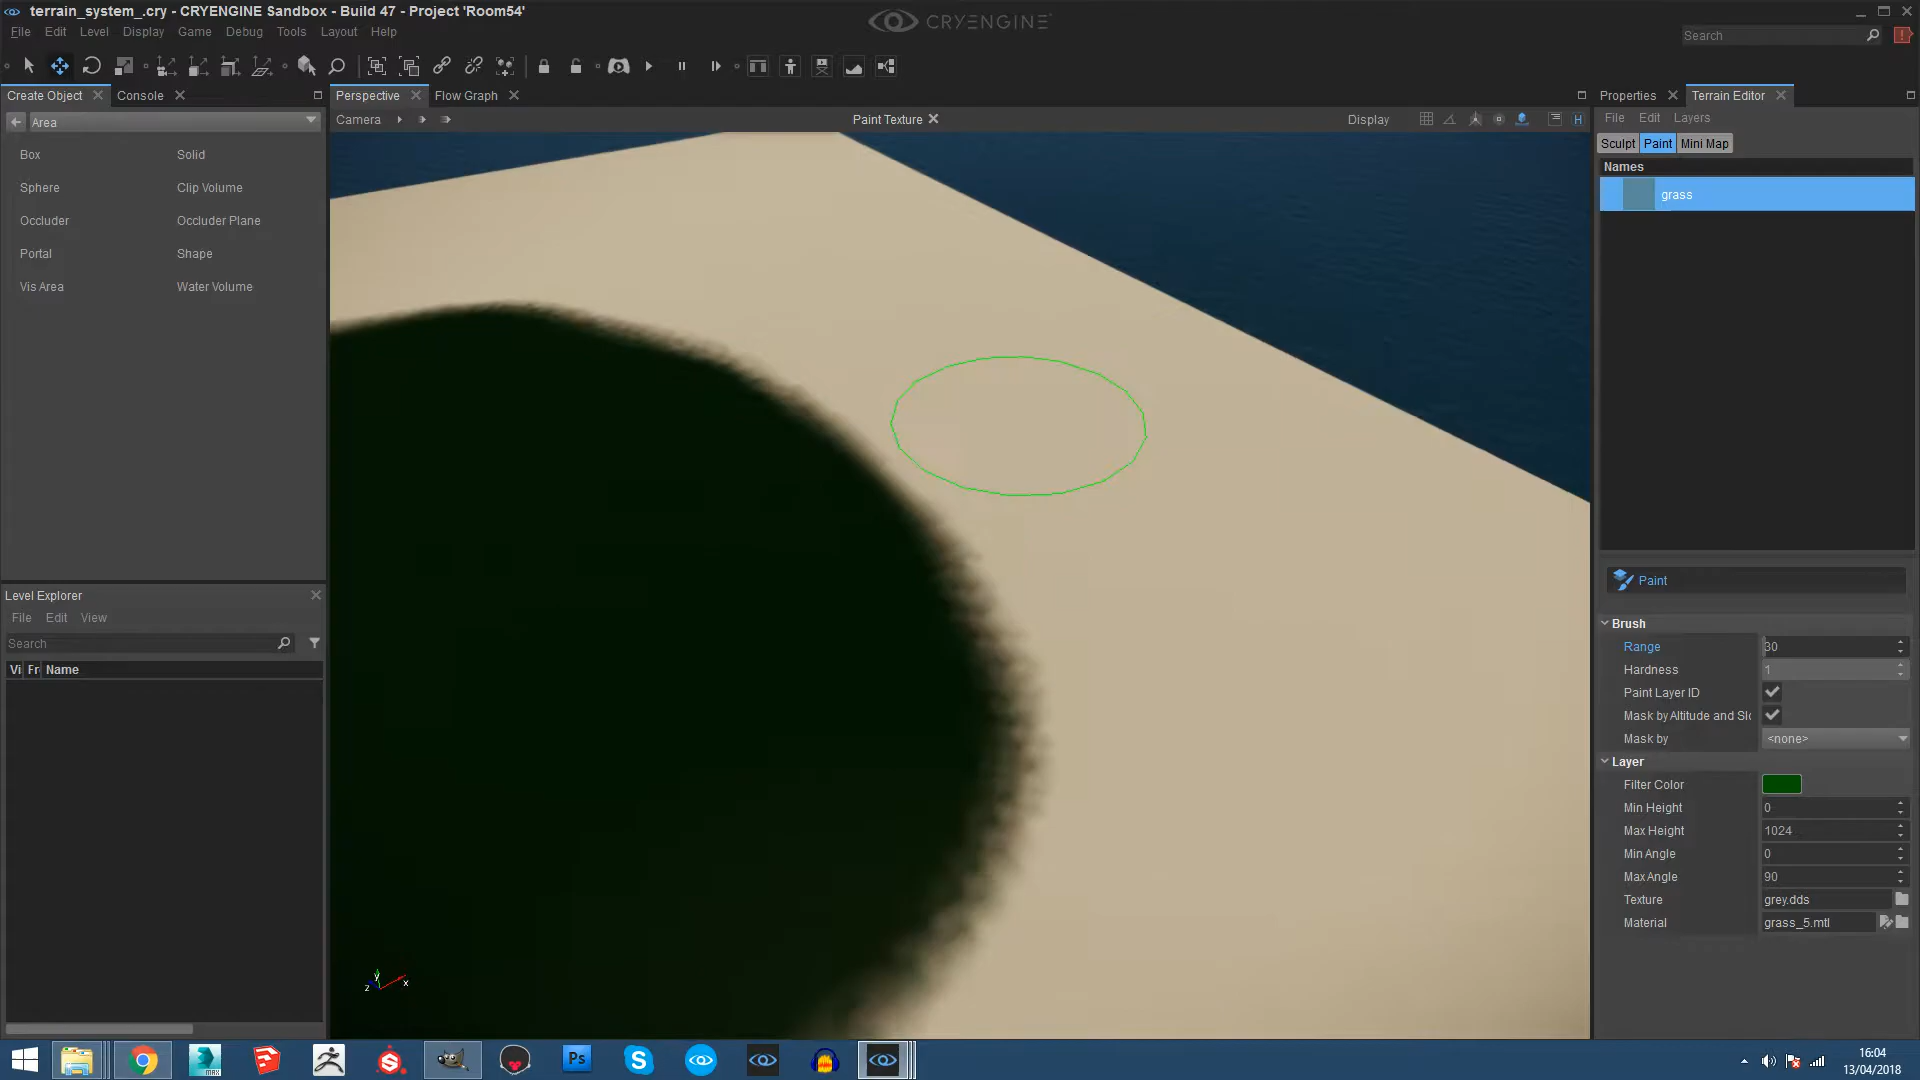 terrain_system_.cry - CRYENGINE Sandbox - Build 47 - Project 'Room54'
CRYENGINE
File Edit Level Display Game Debug Tools Layout Help
Search
Create Object Console
Perspective Flow Graph
Properties Terrain Editor
Area
Camera
Paint Texture
Display
File Edit Layers
Sculpt Paint Mini Map
Names
grass
Box Solid
Sphere Clip Volume
Occluder Occluder Plane
Portal Shape
Vis Area Water Volume
Level Explorer
File Edit View
Search
Vi Fr Name
Paint
Brush
Range 30
Hardness 1
Paint Layer ID
Mask by Altitude and Slo
Mask by <none>
Layer
Filter Color
Min Height 0
Max Height 1024
Min Angle 0
Max Angle 90
Texture grey.dds
Material grass_5.mtl
z y x
H
MAX
Ps
16:04
13/04/2018